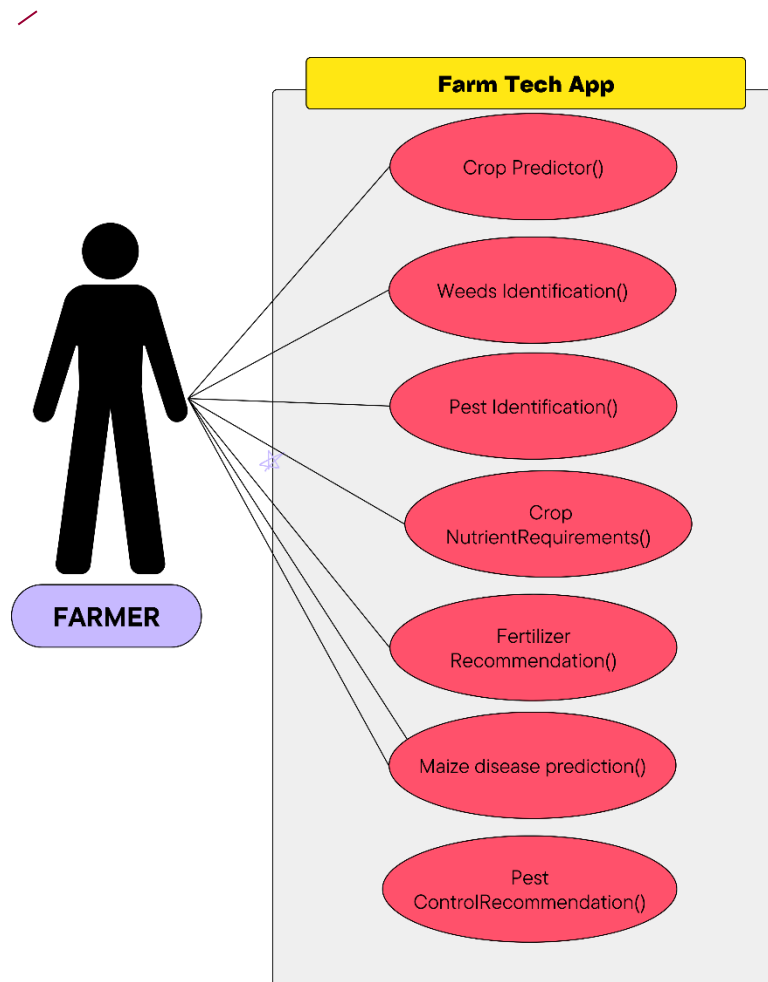 Farm Tech App
Crop Predictor()
Weeds Identification()
Pest Identification()
Crop
NutrientRequirements()
FARMER
Fertilizer
Recommendation()
Maize disease prediction()
Pest
ControlRecommendation()